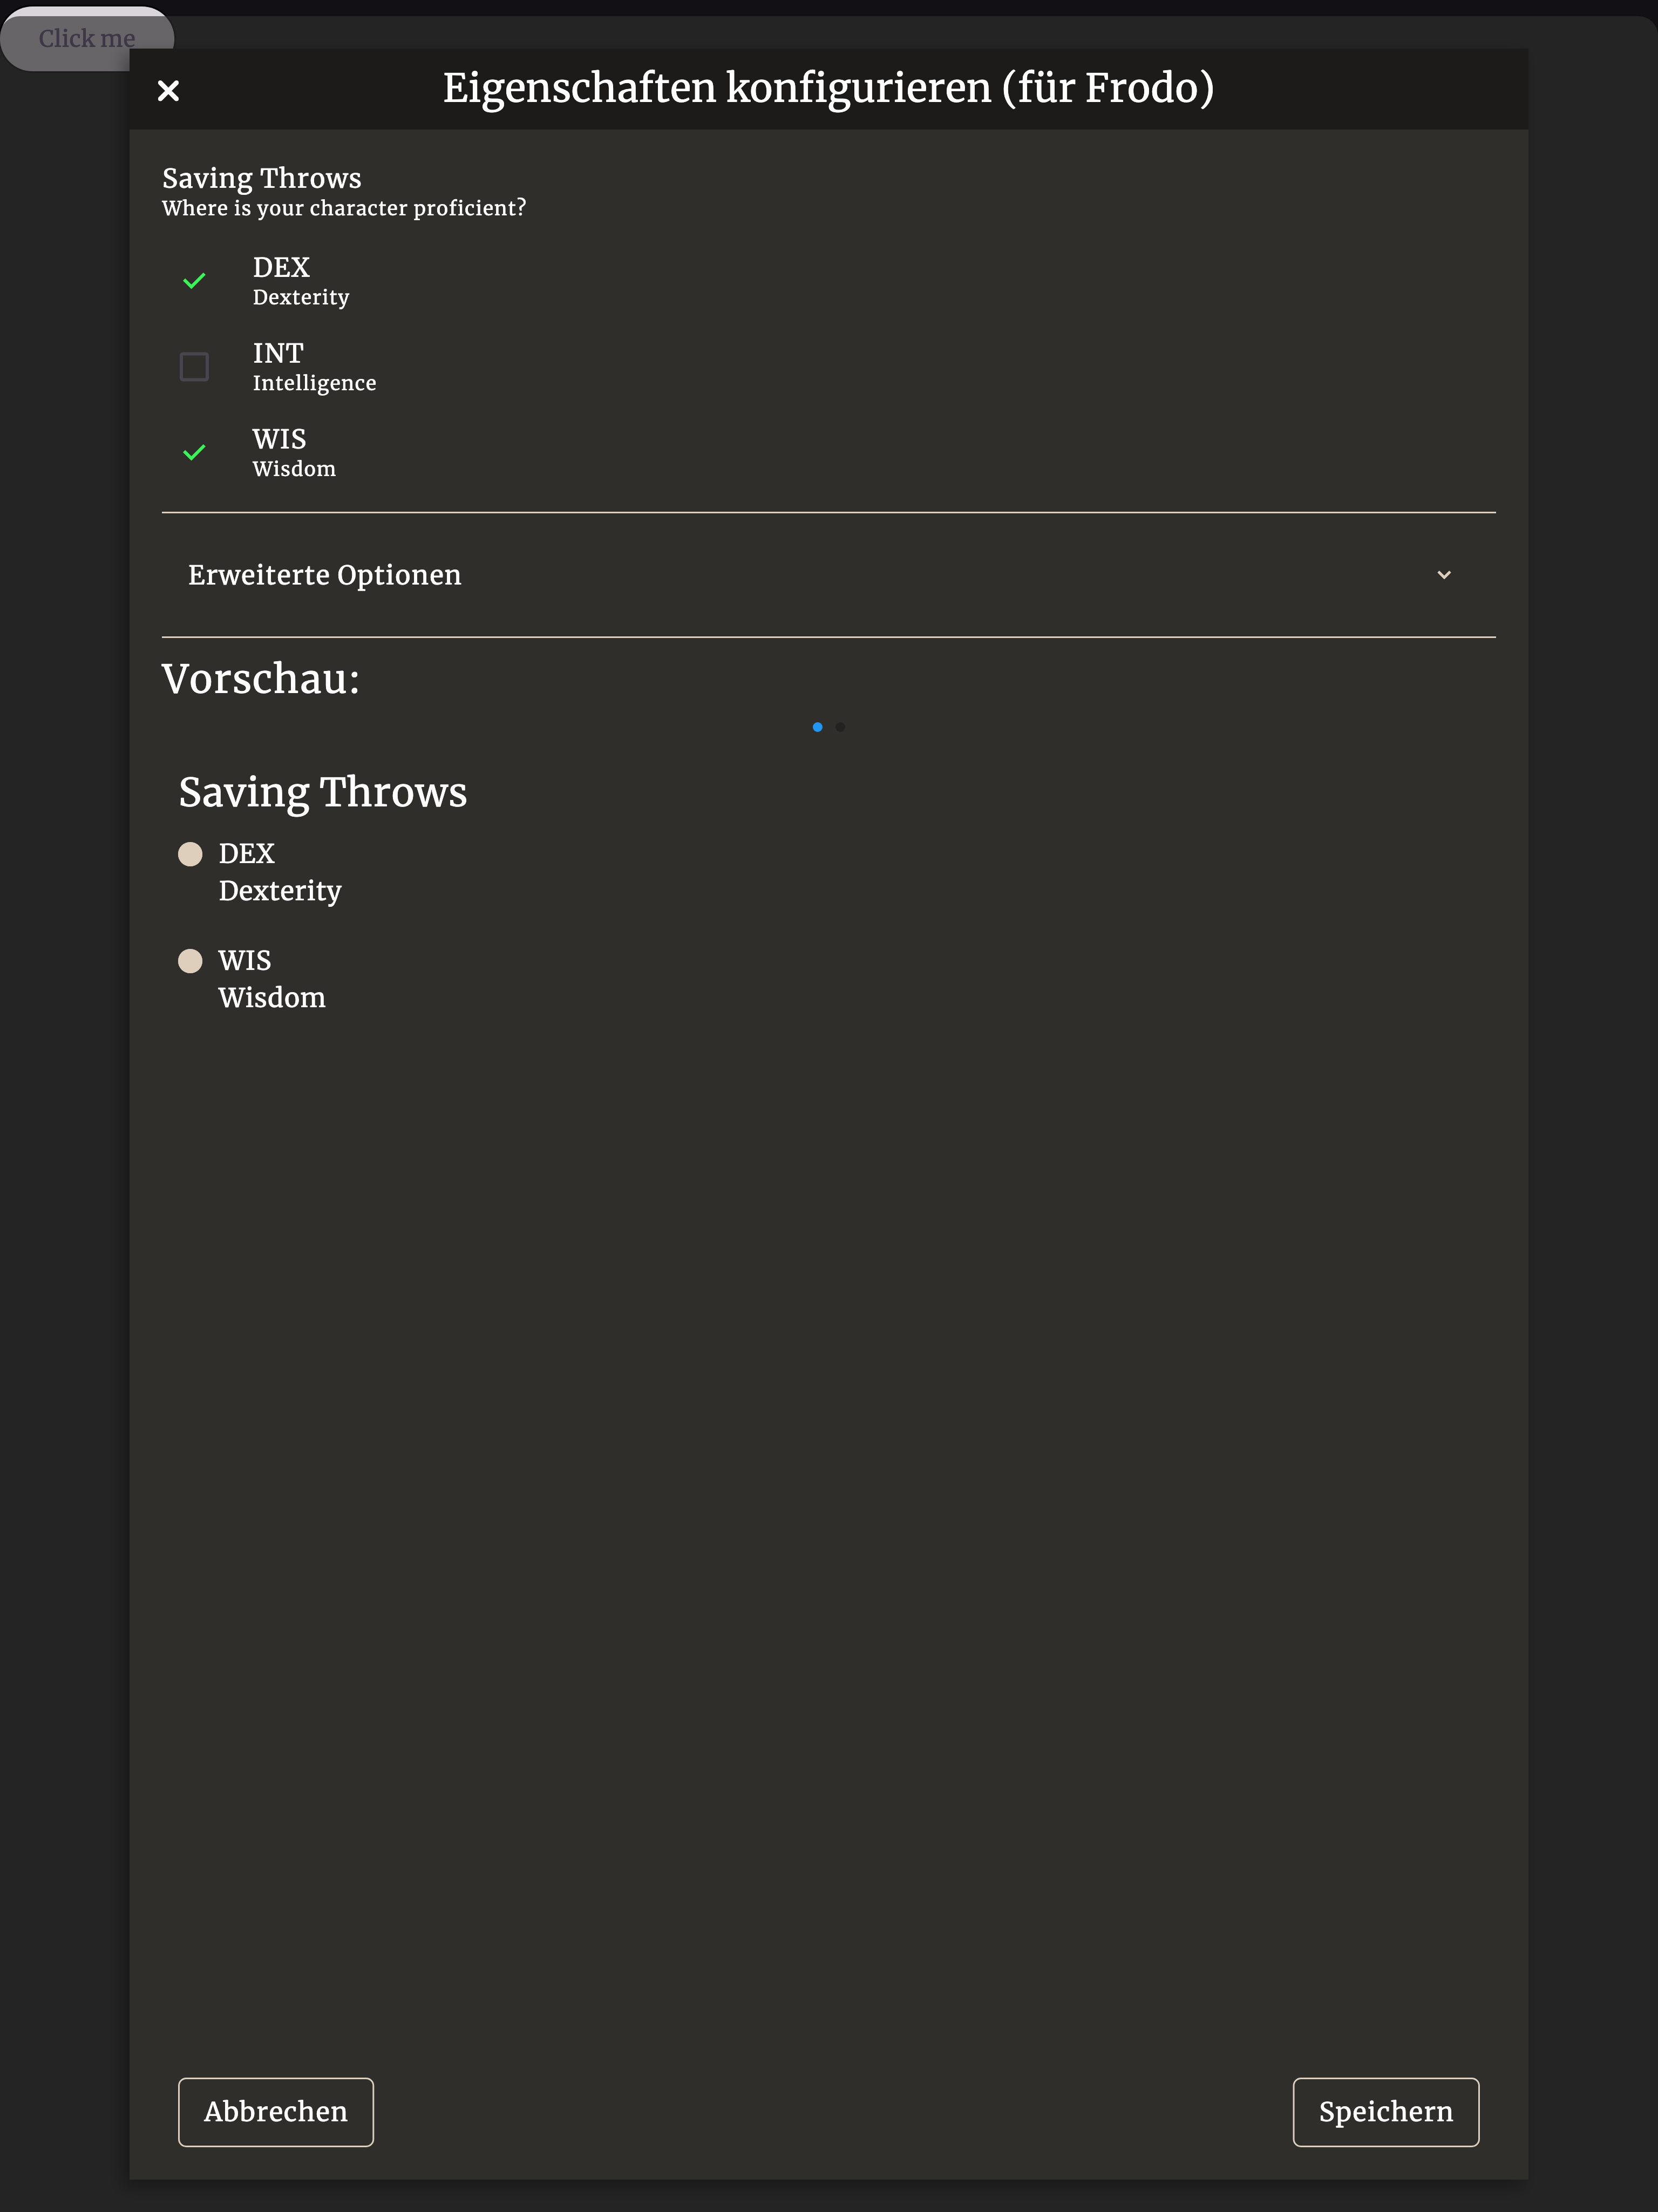 Click me
Eigenschaften konfigurieren (für Frodo)
Saving Throws
Where is your character proficient?
DEX
Dexterity
INT
Intelligence
WIS
Wisdom
Erweiterte Optionen
Vorschau:
Saving Throws
DEX
Dexterity
WIS
Wisdom
Abbrechen
Speichern